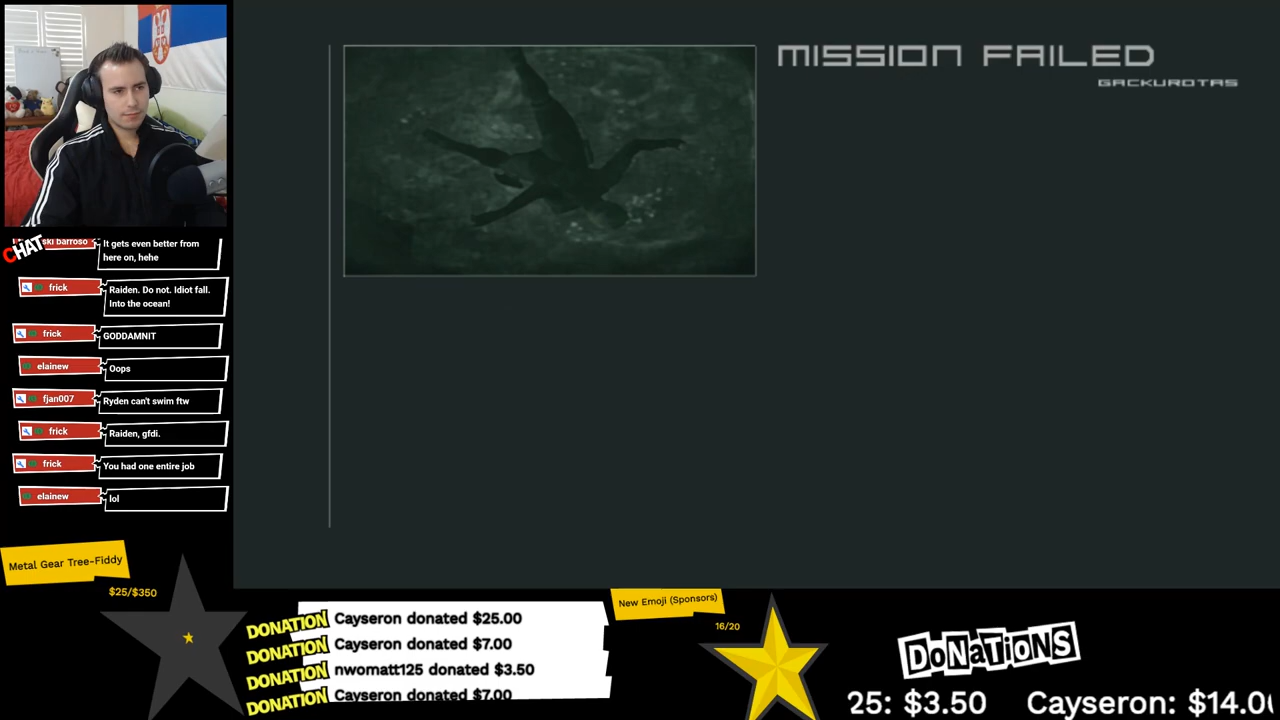 MISSION FAILED
GACKUROTAS
CHAT
ski barroso
It gets even better from
here on, hehe
frick
Raiden. Do not. Idiot fall.
Into the ocean!
frick
GODDAMNIT
elainew
Oops
fjan007
Ryden can't swim ftw
frick
Raiden, gfdi.
frick
You had one entire job
elainew
lol
Metal Gear Tree-Fiddy
$25/$350
DONATION Cayseron donated $25.00
DONATION Cayseron donated $7.00
DONATION nwomatt125 donated $3.50
DONATION Cayseron donated $7.00
New Emoji (Sponsors)
16/20
DONATIONS
25: $3.50 Cayseron: $14.0